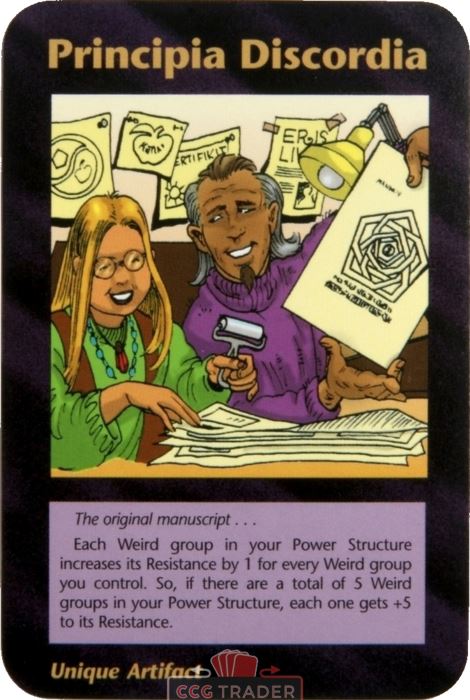 Principia Discordia
ERTIFIKIT
ERIS
The original manuscript . . .
Each Weird group in your Power Structure
increases its Resistance by 1 for every Weird group
you control. So, if there are a total of 5 Weird
groups in your Power Structure, each one gets +5
to its Resistance.
Unique Artifact
CCG TRADER